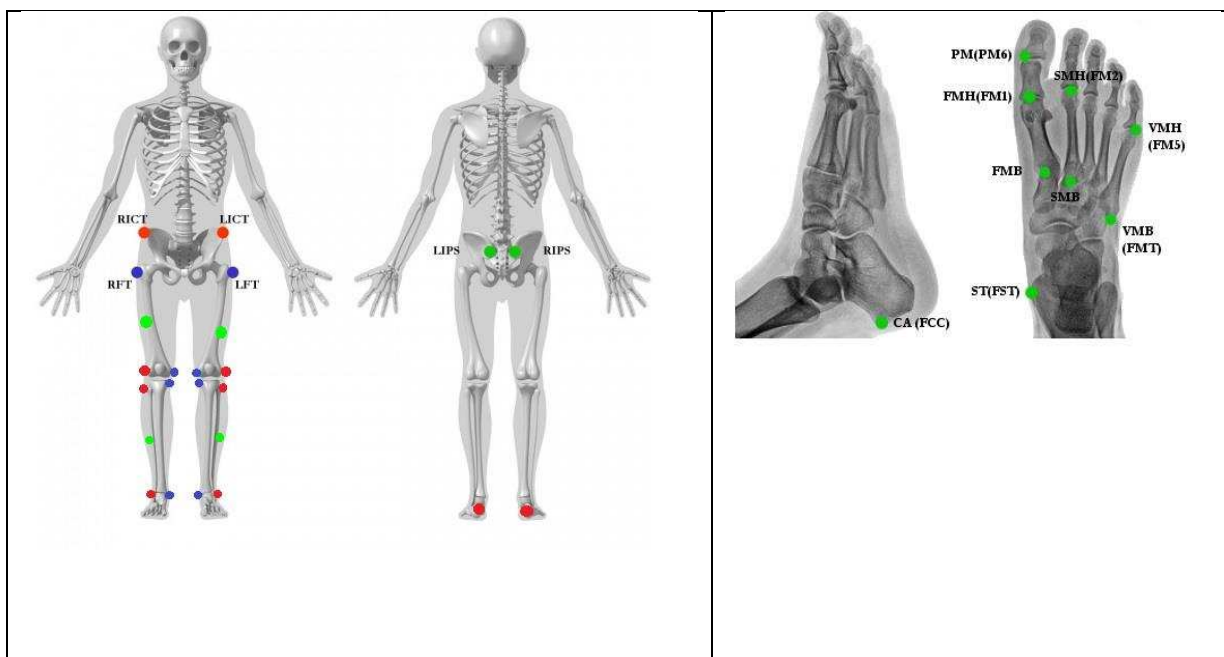 RICT
LICT
RFT
LFT
LIPS
RIPS
CA (FCC)
PM(PM6)
SMH(FM2)
FMH(FM1)
VMH
(FM5)
FMB
SMB
VMB
(FMT)
ST(FST)